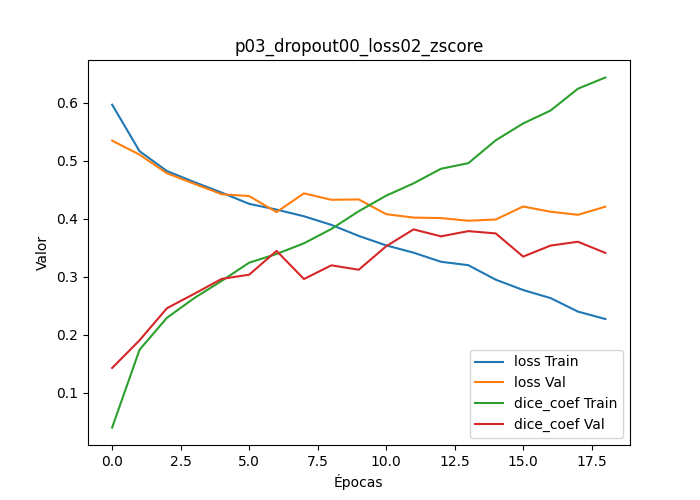 p03_dropout00_loss02_zscore
Valor
0.6
0.5
0.4
0.3
0.2
0.1
0.0 2.5 5.0 7.5 10.0 12.5 15.0 17.5
Épocas
loss Train
loss Val
dice_coef Train
dice_coef Val